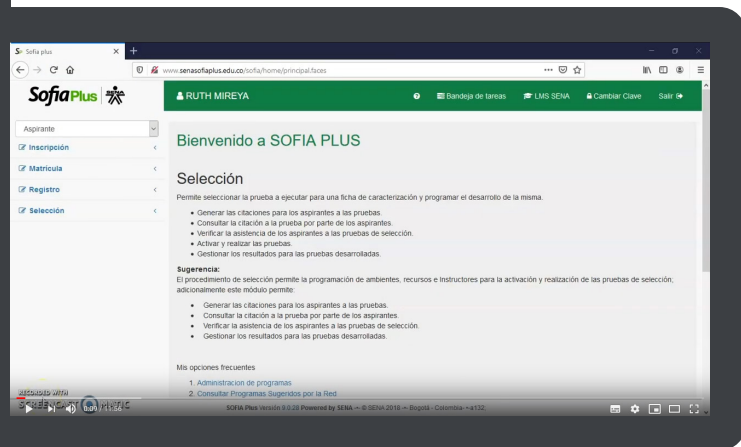 Sofia plus
www.senasofiaplus.edu.co/sofia/home/principal.faces
SofiaPlus
SENA
RUTH MIREYA
Bandeja de tareas
LMS SENA
Cambiar Clave
Salir
Aspirante
Inscripción
Matrícula
Registro
Selección
Bienvenido a SOFIA PLUS
Selección
Permite seleccionar la prueba a ejecutar para una ficha de caracterización y programar el desarrollo de la misma.
• Generar las citaciones para los aspirantes a las pruebas.
• Consultar la citación a la prueba por parte de los aspirantes.
• Verificar la asistencia de los aspirantes a las pruebas de selección.
• Activar y realizar las pruebas.
• Gestionar los resultados para las pruebas desarrolladas.
Sugerencia:
El procedimiento de selección permite la programación de ambientes, recursos e Instructores para la activación y realización de las pruebas de selección;
adicionalmente este módulo permite:
• Generar las citaciones para los aspirantes a las pruebas.
• Consultar la citación a la prueba por parte de los aspirantes.
• Verificar la asistencia de los aspirantes a las pruebas de selección.
• Gestionar los resultados para las pruebas desarrolladas.
Mis opciones frecuentes
1. Administracion de programas
2. Consultar Programas Sugeridos por la Red
RECORDED WITH
SCREENCAST MATIC
SOFIA Plus Versión 9.0.28 Powered by SENA - © SENA 2018 - Bogotá - Colombia - a132